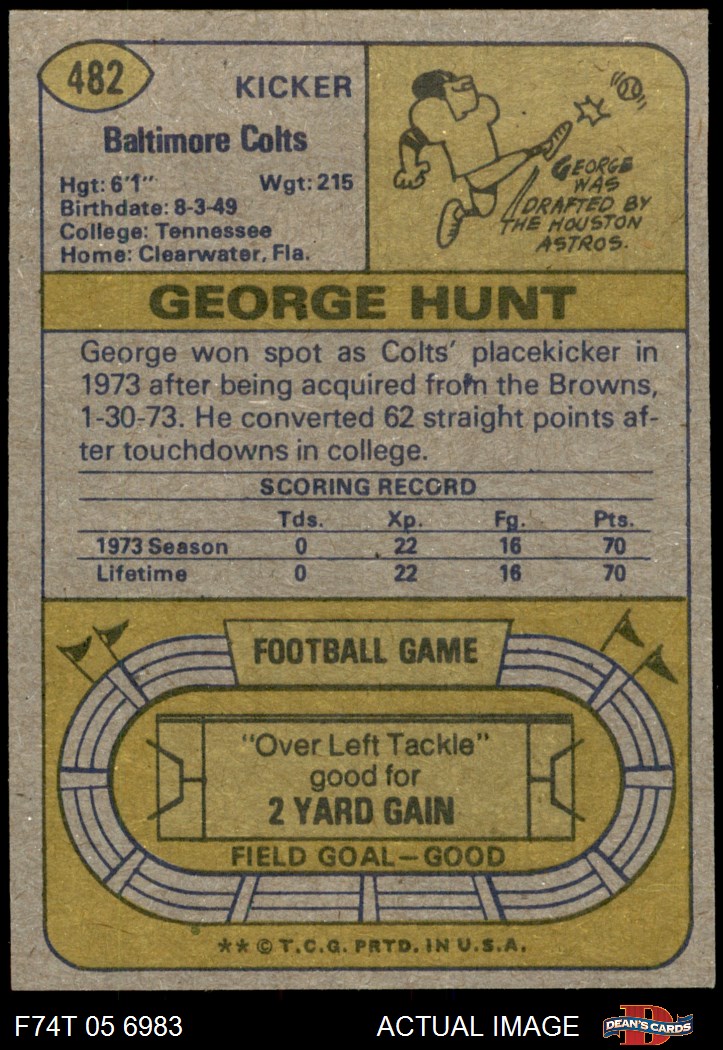 482
KICKER
Baltimore Colts
Hgt: 6'1" Wgt: 215
Birthdate: 8-3-49
College: Tennessee
Home: Clearwater, Fla.
GEORGE
WAS
DRAFTED BY
THE HOUSTON
ASTROS.
GEORGE HUNT
George won spot as Colts' placekicker in
1973 after being acquired from the Browns,
1-30-73. He converted 62 straight points af-
ter touchdowns in college.
SCORING RECORD
Tds. Xp. Fg. Pts.
1973 Season 0 22 16 70
Lifetime 0 22 16 70
FOOTBALL GAME
"Over Left Tackle"
good for
2 YARD GAIN
FIELD GOAL—GOOD
** © T.C.G. PRTD. IN U.S.A.
F74T 05 6983 ACTUAL IMAGE D DEAN'S CARDS